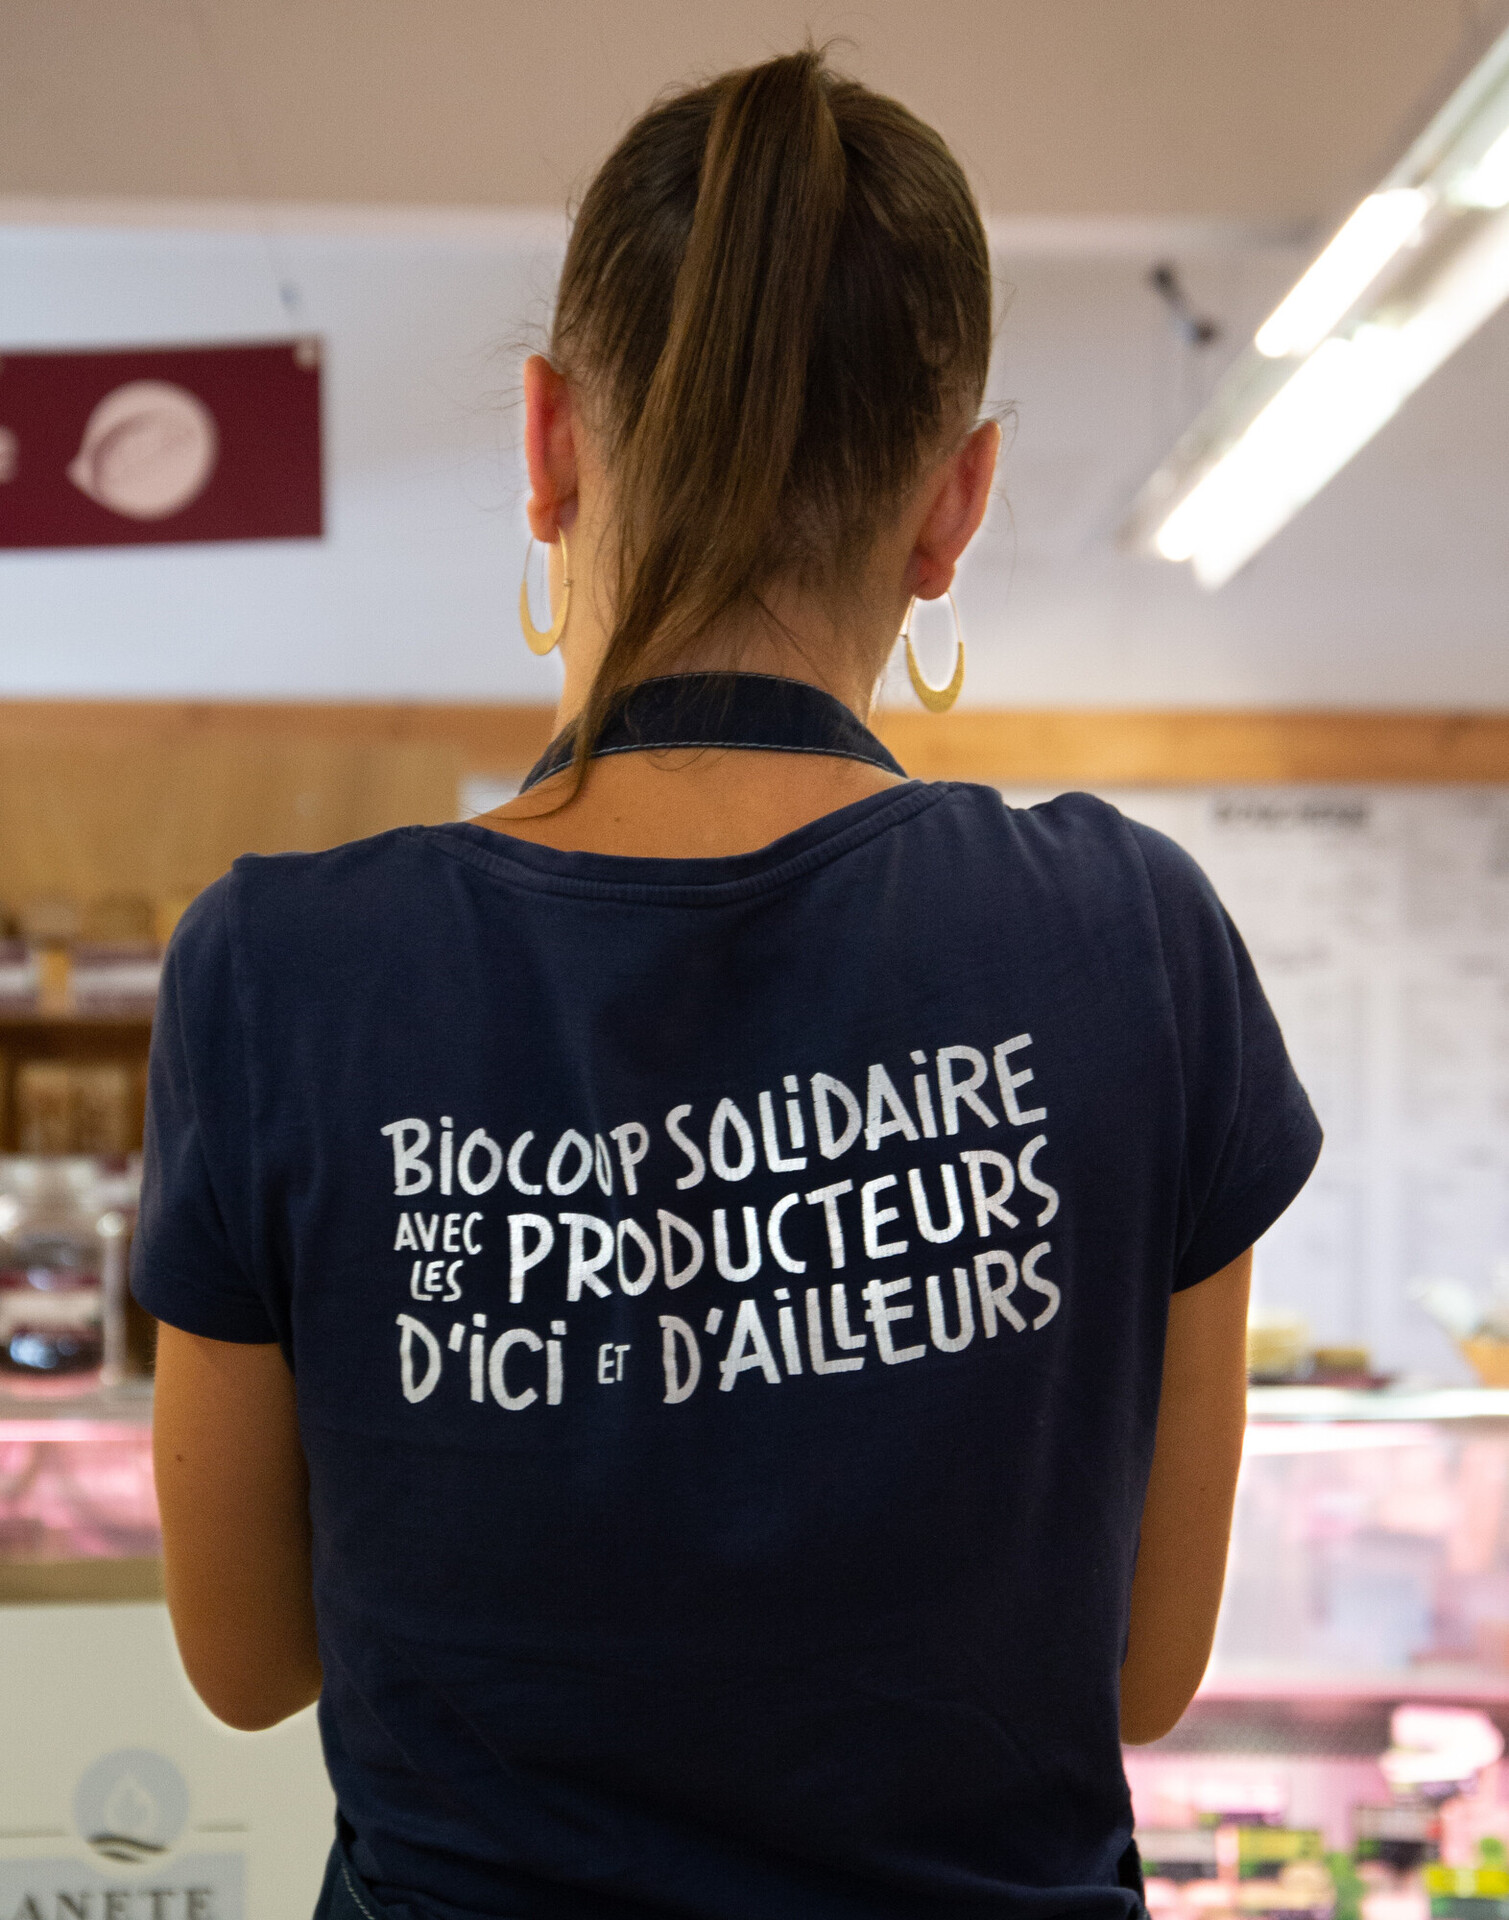 BiOCOOP SOLiDAiRE
AVEC LES PRODUCTEURS
D'iCi ET D'AiLLEURS
ANETE